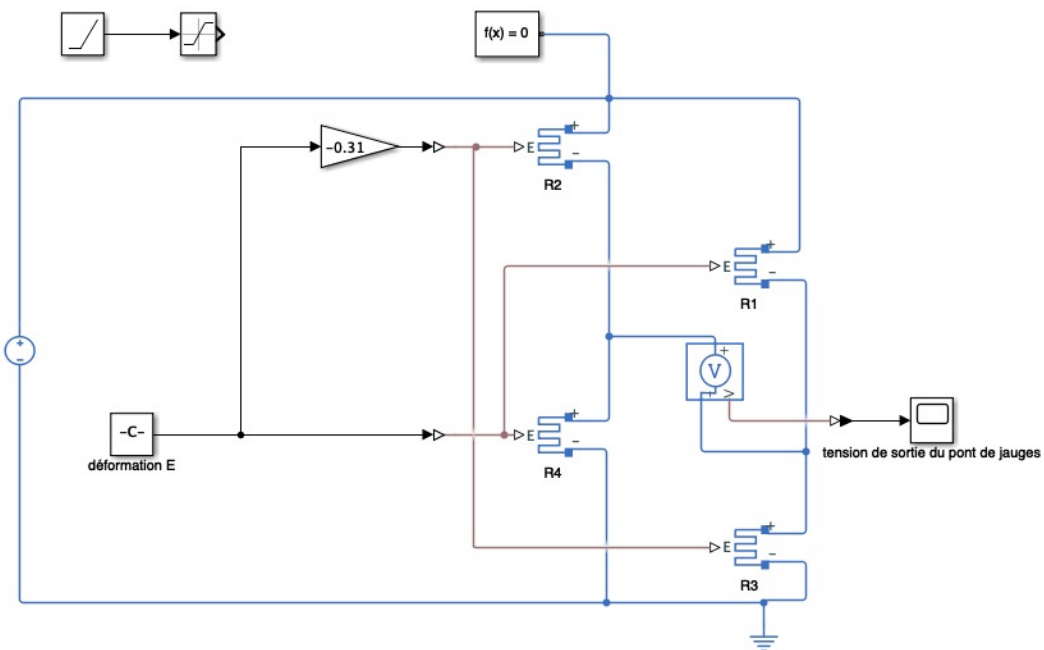 f(x) = 0
-0.31
+
E
−
R2
+
E
−
R1
+
−
+
V
+
V
-C-
déformation E
+
E
−
R4
tension de sortie du pont de jauges
+
E
−
R3